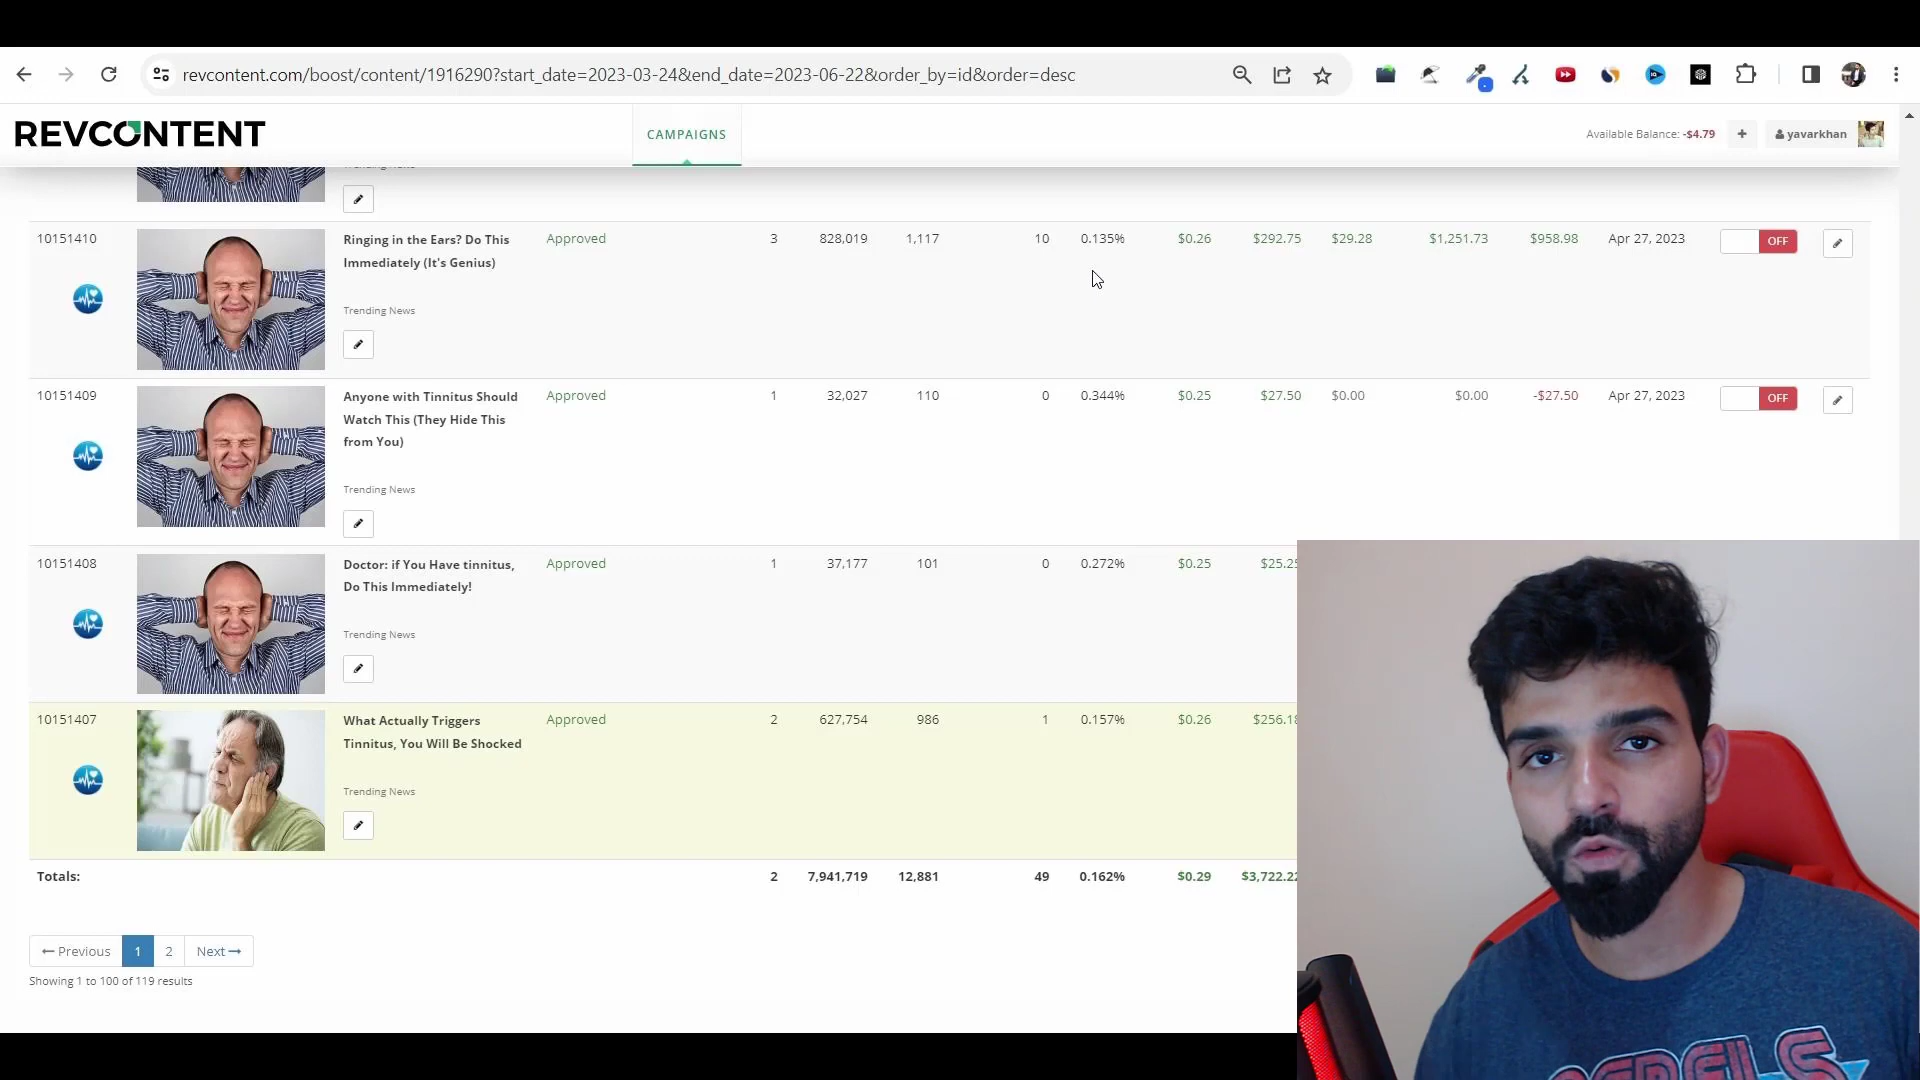 revcontent.com/boost/content/1916290?start_date=2023-03-24&end_date=2023-06-22&order_by=id&order=desc
REVCONTENT
CAMPAIGNS
Available Balance: -$4.79
+
yavarkhan
10151410 Ringing in the Ears? Do This Approved 3 828,019 1,117 10 0.135% $0.26 $292.75 $29.28 $1,251.73 $958.98 Apr 27, 2023 OFF
Immediately (It's Genius)
Trending News
10151409 Anyone with Tinnitus Should Approved 1 32,027 110 0 0.344% $0.25 $27.50 $0.00 $0.00 -$27.50 Apr 27, 2023 OFF
Watch This (They Hide This
from You)
Trending News
10151408 Doctor: if You Have tinnitus, Approved 1 37,177 101 0 0.272% $0.25 $25.25
Do This Immediately!
Trending News
10151407 What Actually Triggers Approved 2 627,754 986 1 0.157% $0.26 $256.18
Tinnitus, You Will Be Shocked
Trending News
Totals: 2 7,941,719 12,881 49 0.162% $0.29 $3,722.22
← Previous 1 2 Next →
Showing 1 to 100 of 119 results
REBELS